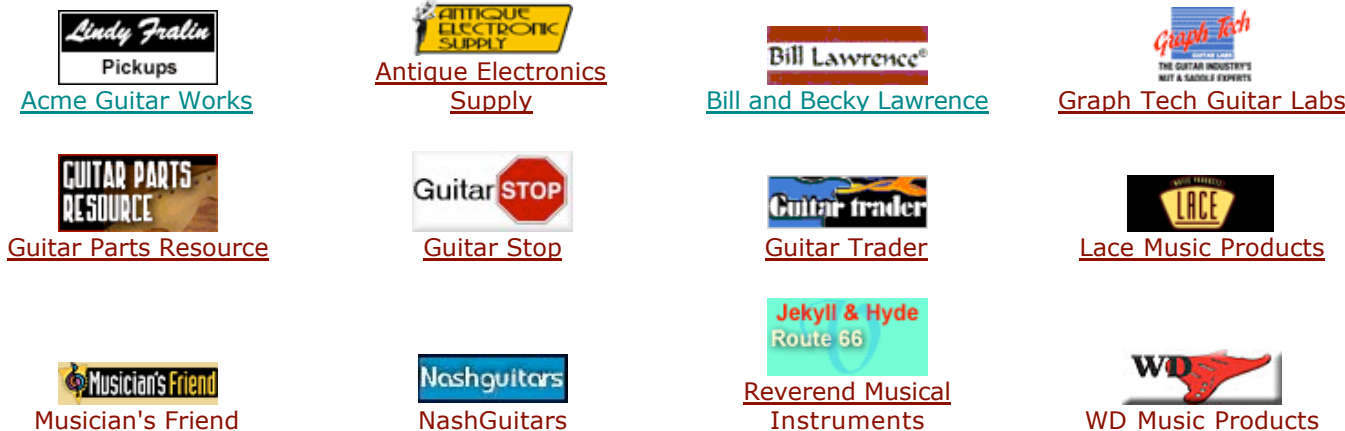 Lindy Fralin
Pickups
Acme Guitar Works
ANTIQUE
ELECTRONIC
SUPPLY
Antique Electronics
Supply
Bill Lawrence®
Bill and Becky Lawrence
Graph Tech
GUITAR LABS
THE GUITAR INDUSTRY'S
NUT & SADDLE EXPERTS
Graph Tech Guitar Labs
GUITAR PARTS
RESOURCE
Guitar Parts Resource
Guitar STOP
Guitar Stop
Guitar trader
Guitar Trader
MUSIC PRODUCTS
LACE
Lace Music Products
Musician's Friend
Musician's Friend
Nashguitars
NashGuitars
Jekyll & Hyde
Route 66
Reverend Musical
Instruments
WD
WD Music Products